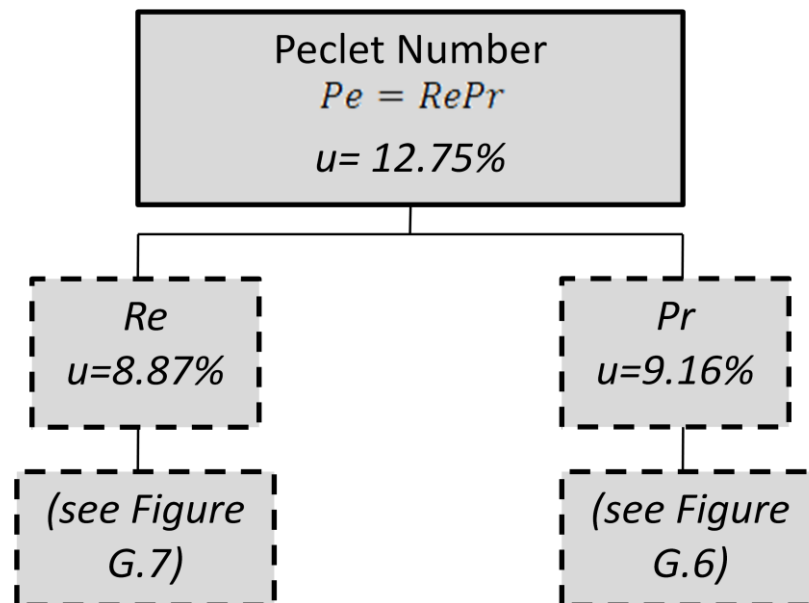 Peclet Number
Pe = RePr
u= 12.75%
Re
u=8.87%
Pr
u=9.16%
(see Figure
G.7)
(see Figure
G.6)